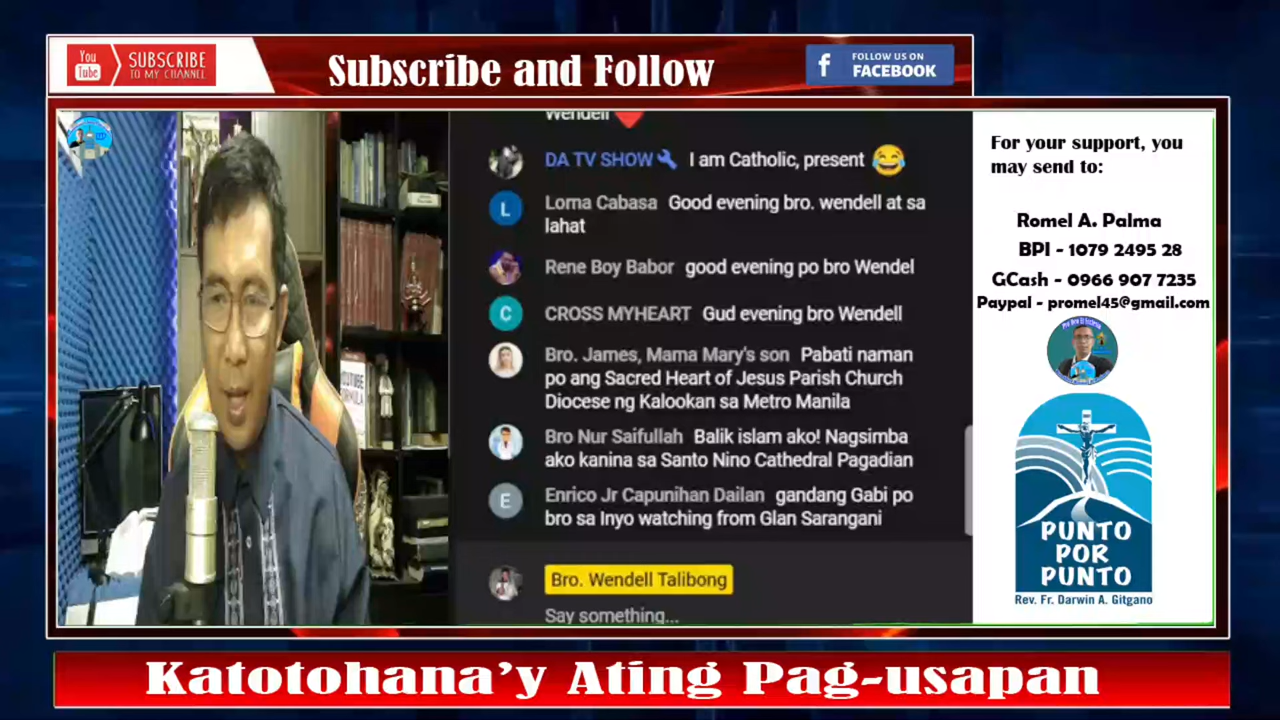 You
Tube
SUBSCRIBE
TO MY CHANNEL
Subscribe and Follow
f
FOLLOW US ON
FACEBOOK
Wendell ❤️
DA TV SHOW🔧 I am Catholic, present 😂
L
Lorna Cabasa Good evening bro. wendell at sa
lahat
Rene Boy Babor good evening po bro Wendel
C
CROSS MYHEART Gud evening bro Wendell
Bro. James, Mama Mary's son Pabati naman
po ang Sacred Heart of Jesus Parish Church
Diocese ng Kalookan sa Metro Manila
Bro Nur Saifullah Balik islam ako! Nagsimba
ako kanina sa Santo Nino Cathedral Pagadian
E
Enrico Jr Capunihan Dailan gandang Gabi po
bro sa Inyo watching from Glan Sarangani
Bro. Wendell Talibong
Say something...
YOUTUBE
FORMULA
For your support, you
may send to:
Romel A. Palma
BPI - 1079 2495 28
GCash - 0966 907 7235
Paypal - promel45@gmail.com
PUNTO
POR
PUNTO
Rev. Fr. Darwin A. Gitgano
Katotohana’y Ating Pag-usapan